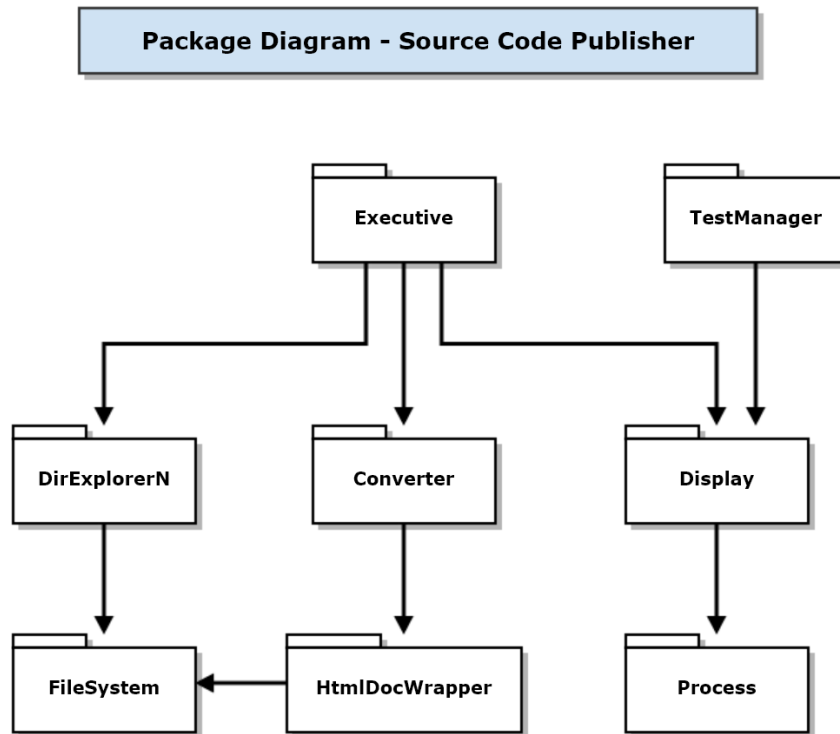 Package Diagram - Source Code Publisher
Executive
TestManager
DirExplorerN
Converter
Display
FileSystem
HtmlDocWrapper
Process